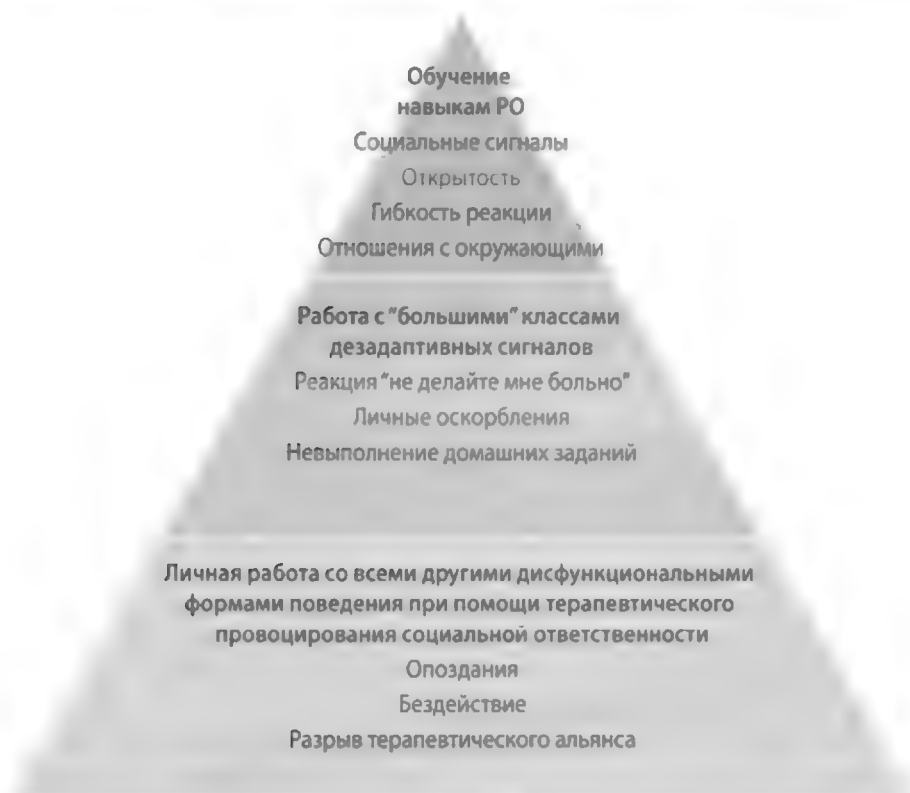 Обучение
навыкам РО
Социальные сигналы
Открытость
Гибкость реакции
Отношения с окружающими
Работа с "большими" классами
дезадаптивных сигналов
Реакция "не делайте мне больно"
Личные оскорбления
Невыполнение домашних заданий
Личная работа со всеми другими дисфункциональными
формами поведения при помощи терапевтического
провоцирования социальной ответственности
Опоздания
Бездействие
Разрыв терапевтического альянса